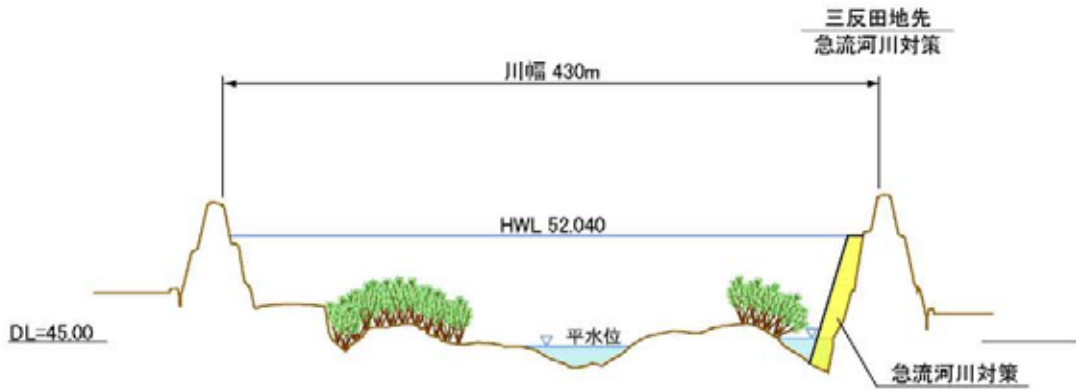 三反田地先
急流河川対策
川幅 430m
HWL 52.040
DL=45.00
平水位
急流河川対策